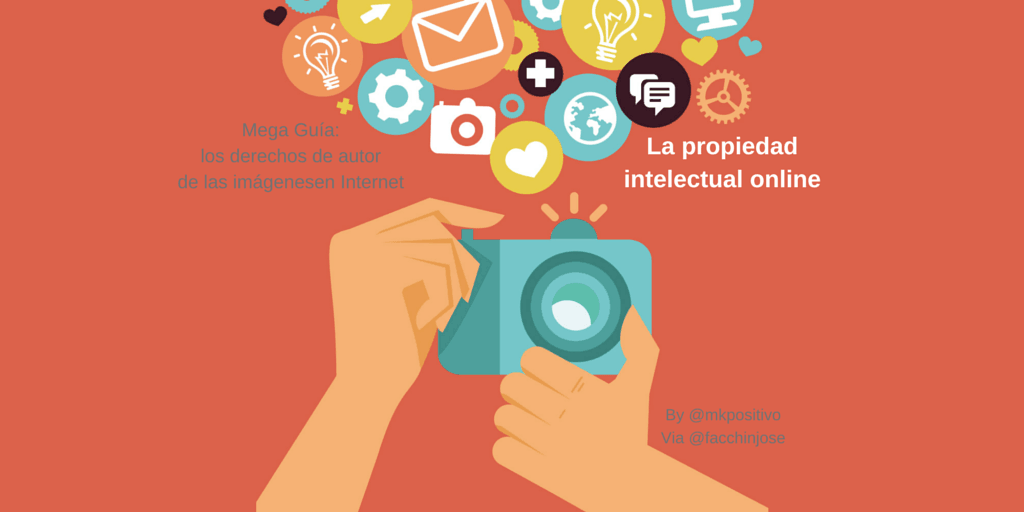 Mega Guía:
los derechos de autor
de las imágenesen Internet
La propiedad
intelectual online
By @mkpositivo
Via @facchinjose